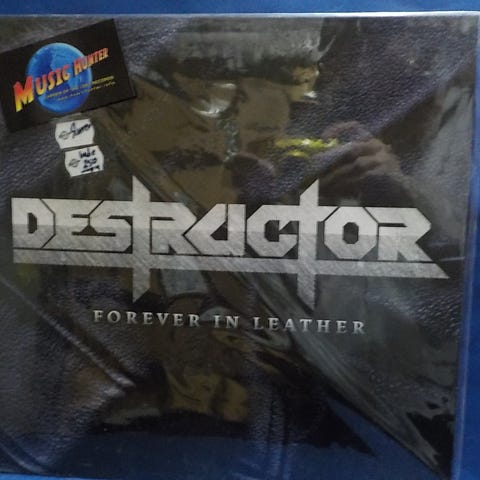 MUSIC HUNTER
DESTRUCTOR
FOREVER IN LEATHER